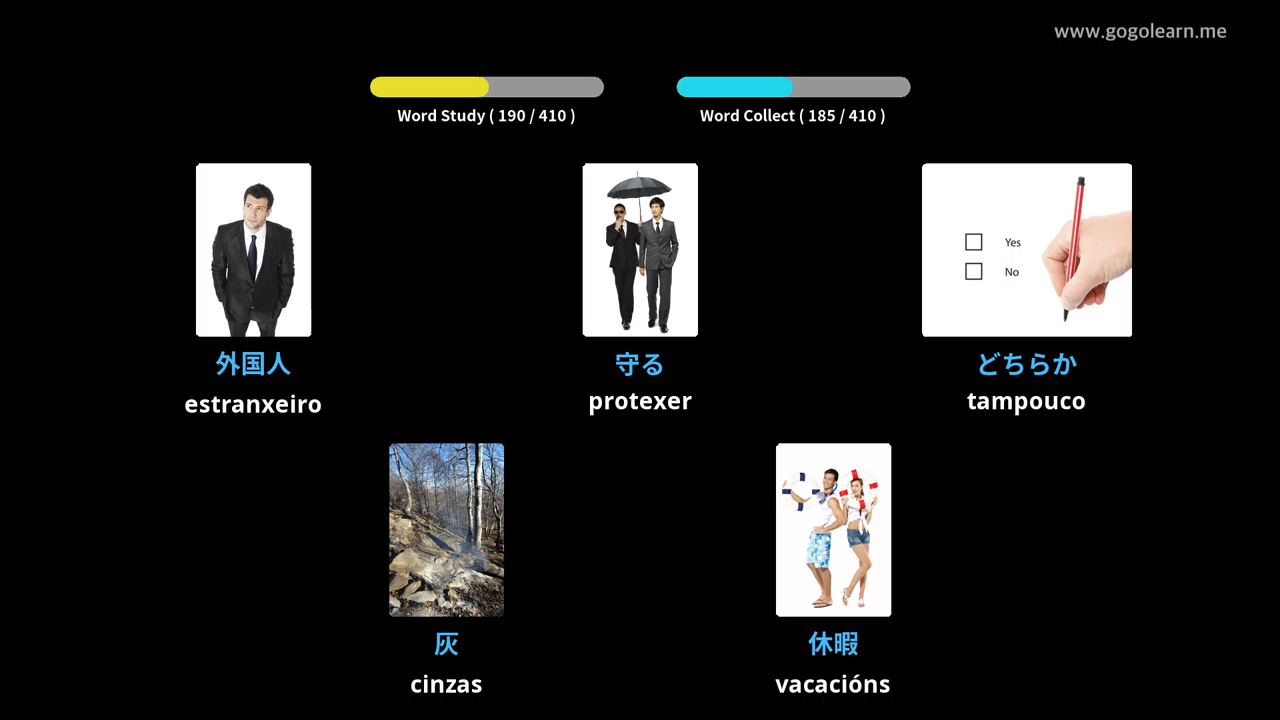 www.gogolearn.me
Word Study ( 190 / 410 )
Word Collect ( 185 / 410 )
Yes
No
外国人
estranxeiro
守る
protexer
どちらか
tampouco
灰
cinzas
休暇
vacacións